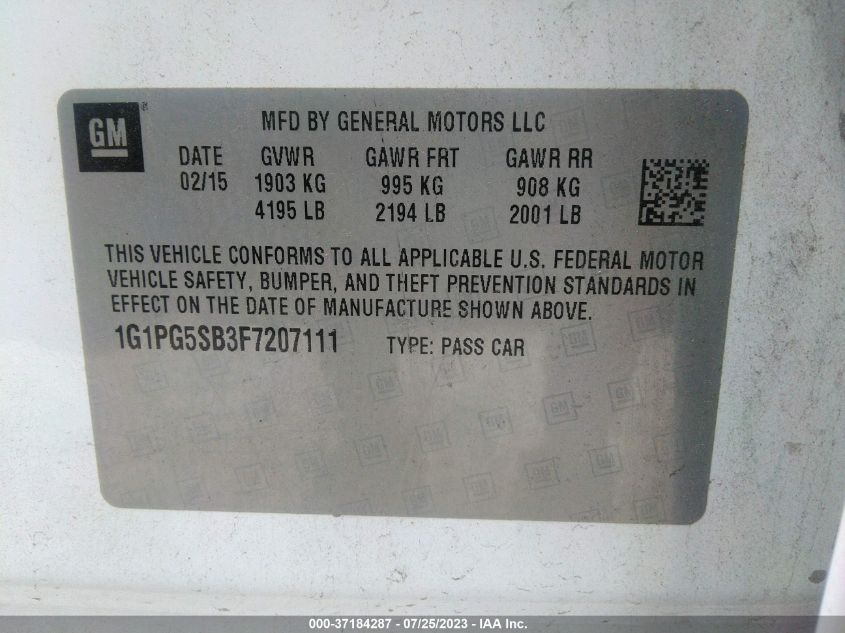 GM ®
MFD BY GENERAL MOTORS LLC
DATE GVWR GAWR FRT GAWR RR
02/15 1903 KG 995 KG 908 KG
4195 LB 2194 LB 2001 LB
THIS VEHICLE CONFORMS TO ALL APPLICABLE U.S. FEDERAL MOTOR
VEHICLE SAFETY, BUMPER, AND THEFT PREVENTION STANDARDS IN
EFFECT ON THE DATE OF MANUFACTURE SHOWN ABOVE.
1G1PG5SB3F7207111 TYPE: PASS CAR
000-37184287 - 07/25/2023 - IAA Inc.